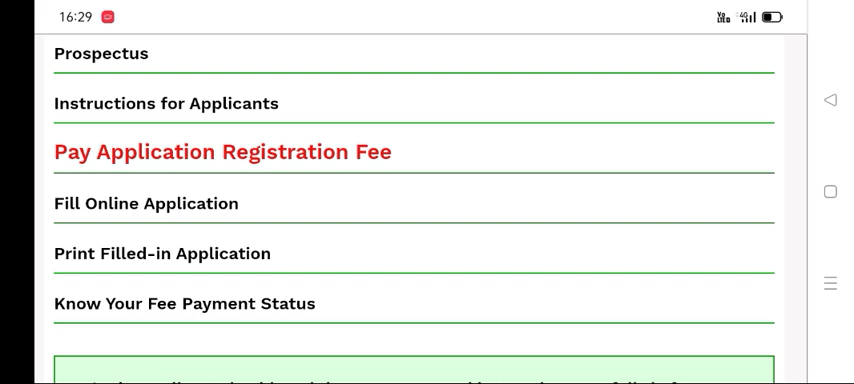 16:29
Prospectus
Instructions for Applicants
Pay Application Registration Fee
Fill Online Application
Print Filled-in Application
Know Your Fee Payment Status